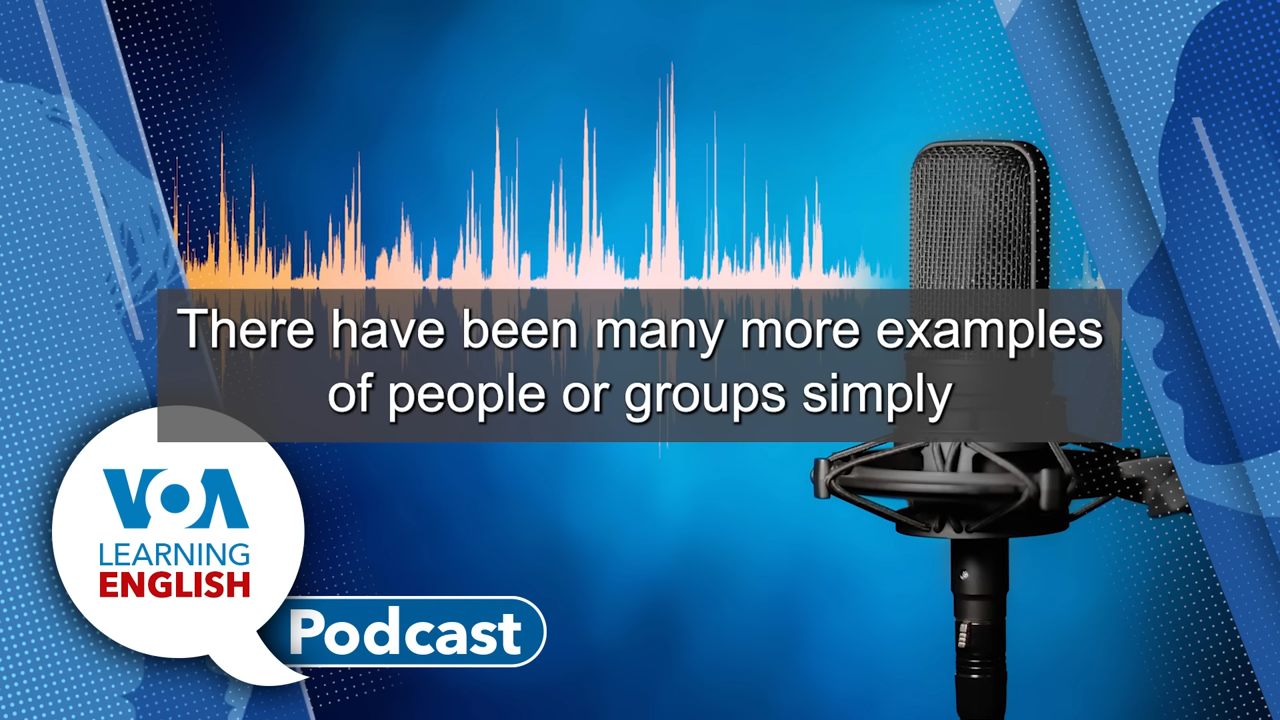 There have been many more examples
of people or groups simply
VOA
LEARNING
ENGLISH
Podcast